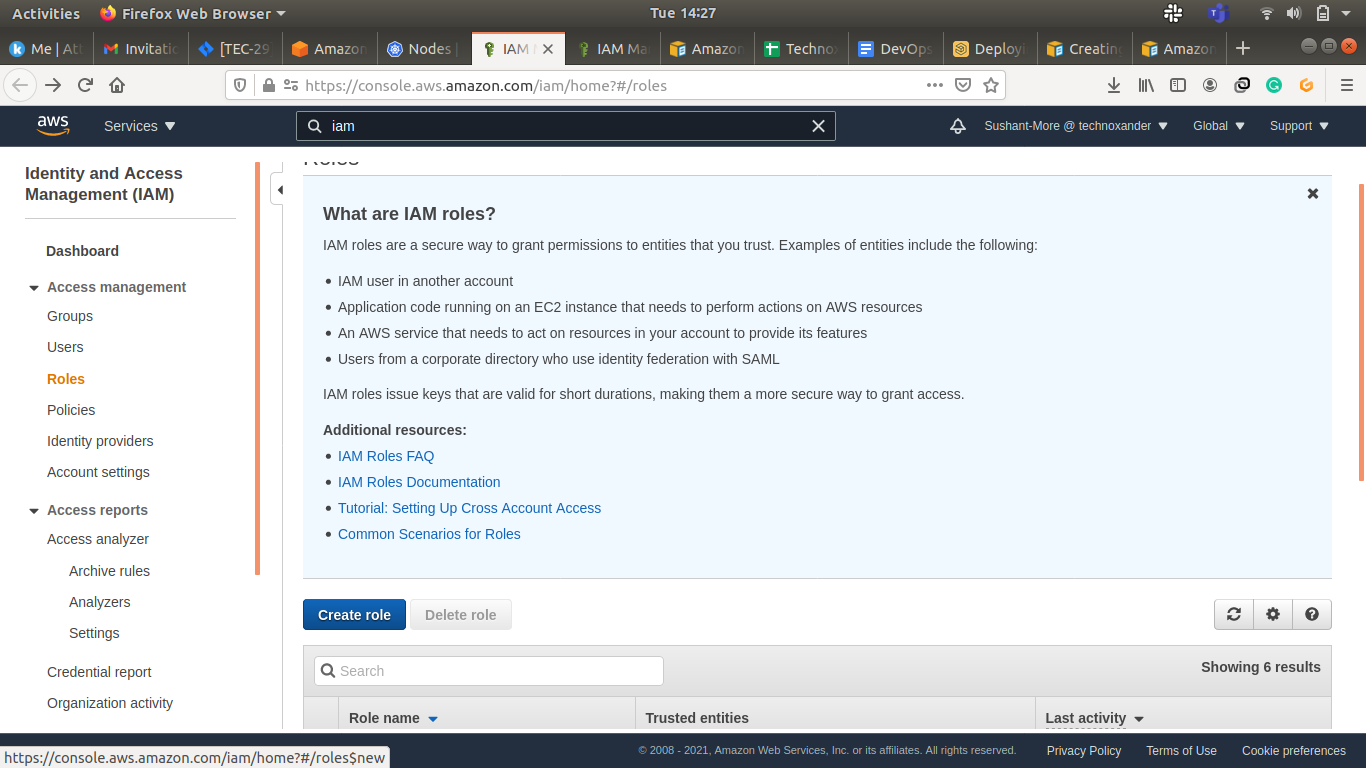 Activities
Firefox Web Browser
Tue 14:27
Me | Atl
Invitatio
[TEC-29
Amazon
Nodes |
IAM
IAM Ma
Amazon
Technox
DevOps
Deployi
Creating
Amazon
https://console.aws.amazon.com/iam/home?#/roles
aws
Services
iam
Sushant-More @ technoxander
Global
Support
Identity and Access
Management (IAM)
Dashboard
Access management
Groups
Users
Roles
Policies
Identity providers
Account settings
Access reports
Access analyzer
Archive rules
Analyzers
Settings
Credential report
Organization activity
Roles
What are IAM roles?
IAM roles are a secure way to grant permissions to entities that you trust. Examples of entities include the following:
• IAM user in another account
• Application code running on an EC2 instance that needs to perform actions on AWS resources
• An AWS service that needs to act on resources in your account to provide its features
• Users from a corporate directory who use identity federation with SAML
IAM roles issue keys that are valid for short durations, making them a more secure way to grant access.
Additional resources:
• IAM Roles FAQ
• IAM Roles Documentation
• Tutorial: Setting Up Cross Account Access
• Common Scenarios for Roles
Create role
Delete role
Search
Showing 6 results
Role name
Trusted entities
Last activity
© 2008 - 2021, Amazon Web Services, Inc. or its affiliates. All rights reserved.
Privacy Policy
Terms of Use
Cookie preferences
https://console.aws.amazon.com/iam/home?#/roles$new